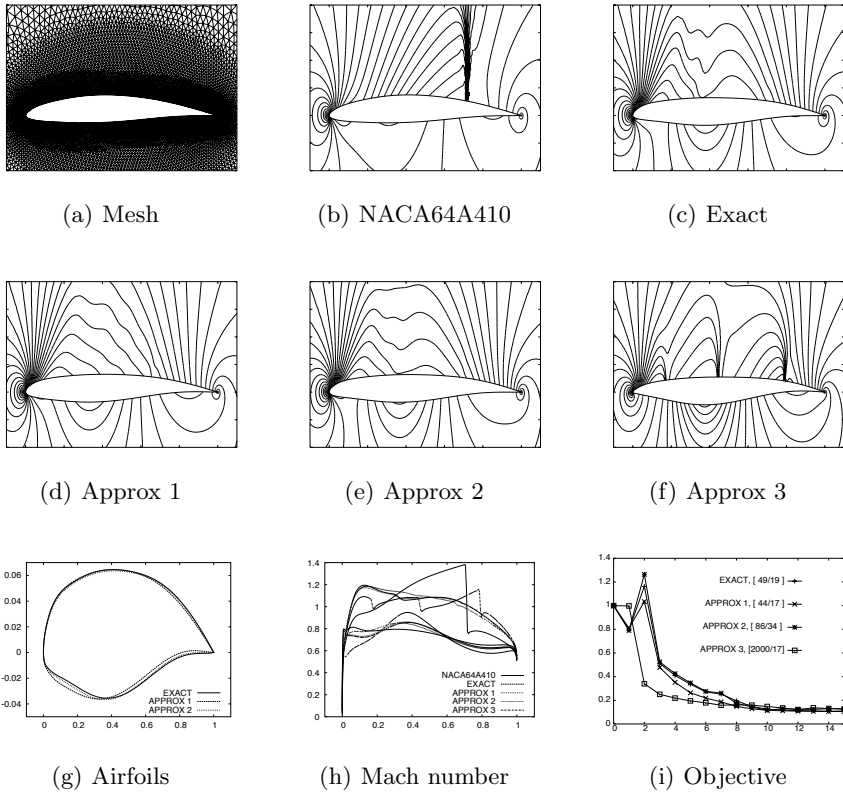 (a) Mesh
(b) NACA64A410
(c) Exact
(d) Approx 1
(e) Approx 2
(f) Approx 3
0.06
0.04
0.02
0
-0.02
-0.04
0 0.2 0.4 0.6 0.8 1
EXACT
APPROX 1
APPROX 2
(g) Airfoils
1.4
1.2
1
0.8
0.6
0.4
0.2
0
0 0.2 0.4 0.6 0.8 1
NACA64A410
EXACT
APPROX 1
APPROX 2
APPROX 3
(h) Mach number
1.4
1.2
1
0.8
0.6
0.4
0.2
0
0 2 4 6 8 10 12 14
EXACT, [ 49/19 ]
APPROX 1, [ 44/17 ]
APPROX 2, [ 86/34 ]
APPROX 3, [2000/17]
(i) Objective